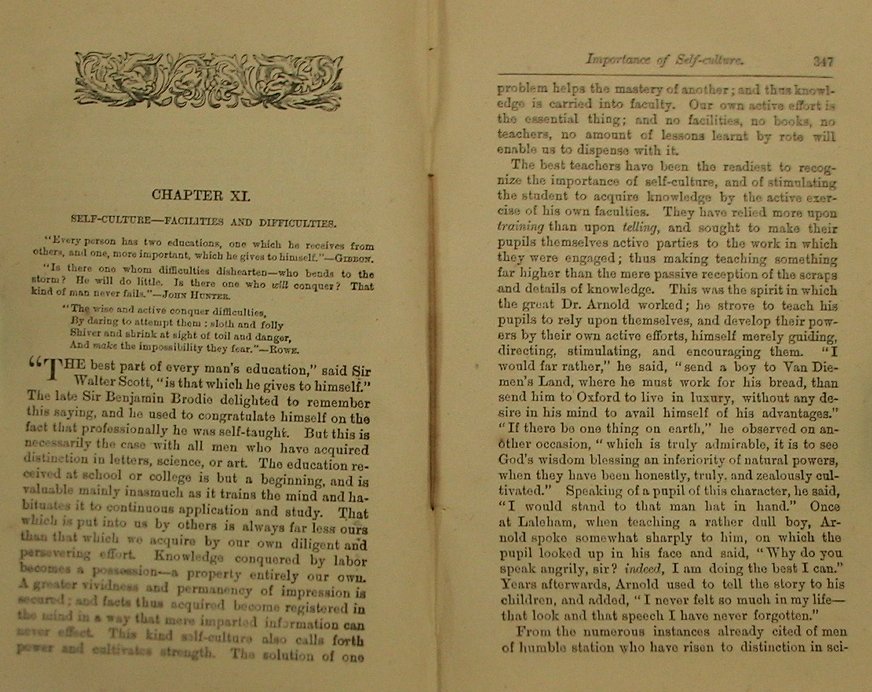 CHAPTER XI.
SELF-CULTURE—FACILITIES AND DIFFICULTIES.
"Every person has two educations, one which he receives from
others, and one, more important, which he gives to himself."—GIBBON.
"Is there one whom difficulties dishearten—who bends to the
storm? He will do little. Is there one who will conquer? That
kind of man never fails."—JOHN HUNTER.
"The wise and active conquer difficulties,
By daring to attempt them: sloth and folly
Shiver and shrink at sight of toil and danger,
And make the impossibility they fear."—ROWE.
"THE best part of every man's education," said Sir
Walter Scott, "is that which he gives to himself."
The late Sir Benjamin Brodie delighted to remember
this saying, and he used to congratulate himself on the
fact that professionally he was self-taught. But this is
necessarily the case with all men who have acquired
distinction in letters, science, or art. The education re-
ceived at school or college is but a beginning, and is
valuable mainly inasmuch as it trains the mind and ha-
bituates it to continuous application and study. That
which is put into us by others is always far less ours
than that which we acquire by our own diligent and
persevering effort. Knowledge conquered by labor
becomes a possession—a property entirely our own.
A greater vividness and permanency of impression is
secured; and facts thus acquired become registered in
the mind in a way that mere imparted information can
never effect. This kind self-culture also calls forth
power and cultivates strength. The solution of one
Importance of Self-culture. 347
problem helps the mastery of another; and thus knowl-
edge is carried into faculty. Our own active effort is
the essential thing; and no facilities, no books, no
teachers, no amount of lessons learnt by rote will
enable us to dispense with it.
The best teachers have been the readiest to recog-
nize the importance of self-culture, and of stimulating
the student to acquire knowledge by the active exer-
cise of his own faculties. They have relied more upon
training than upon telling, and sought to make their
pupils themselves active parties to the work in which
they were engaged; thus making teaching something
far higher than the mere passive reception of the scraps
and details of knowledge. This was the spirit in which
the great Dr. Arnold worked; he strove to teach his
pupils to rely upon themselves, and develop their pow-
ers by their own active efforts, himself merely guiding,
directing, stimulating, and encouraging them. "I
would far rather," he said, "send a boy to Van Die-
men's Land, where he must work for his bread, than
send him to Oxford to live in luxury, without any de-
sire in his mind to avail himself of his advantages."
"If there be one thing on earth," he observed on an-
other occasion, "which is truly admirable, it is to see
God's wisdom blessing an inferiority of natural powers,
when they have been honestly, truly, and zealously cul-
tivated." Speaking of a pupil of this character, he said,
"I would stand to that man hat in hand." Once
at Laleham, when teaching a rather dull boy, Ar-
nold spoke somewhat sharply to him, on which the
pupil looked up in his face and said, "Why do you
speak angrily, sir? indeed, I am doing the best I can."
Years afterwards, Arnold used to tell the story to his
children, and added, "I never felt so much in my life—
that look and that speech I have never forgotten."
From the numerous instances already cited of men
of humble station who have risen to distinction in sci-